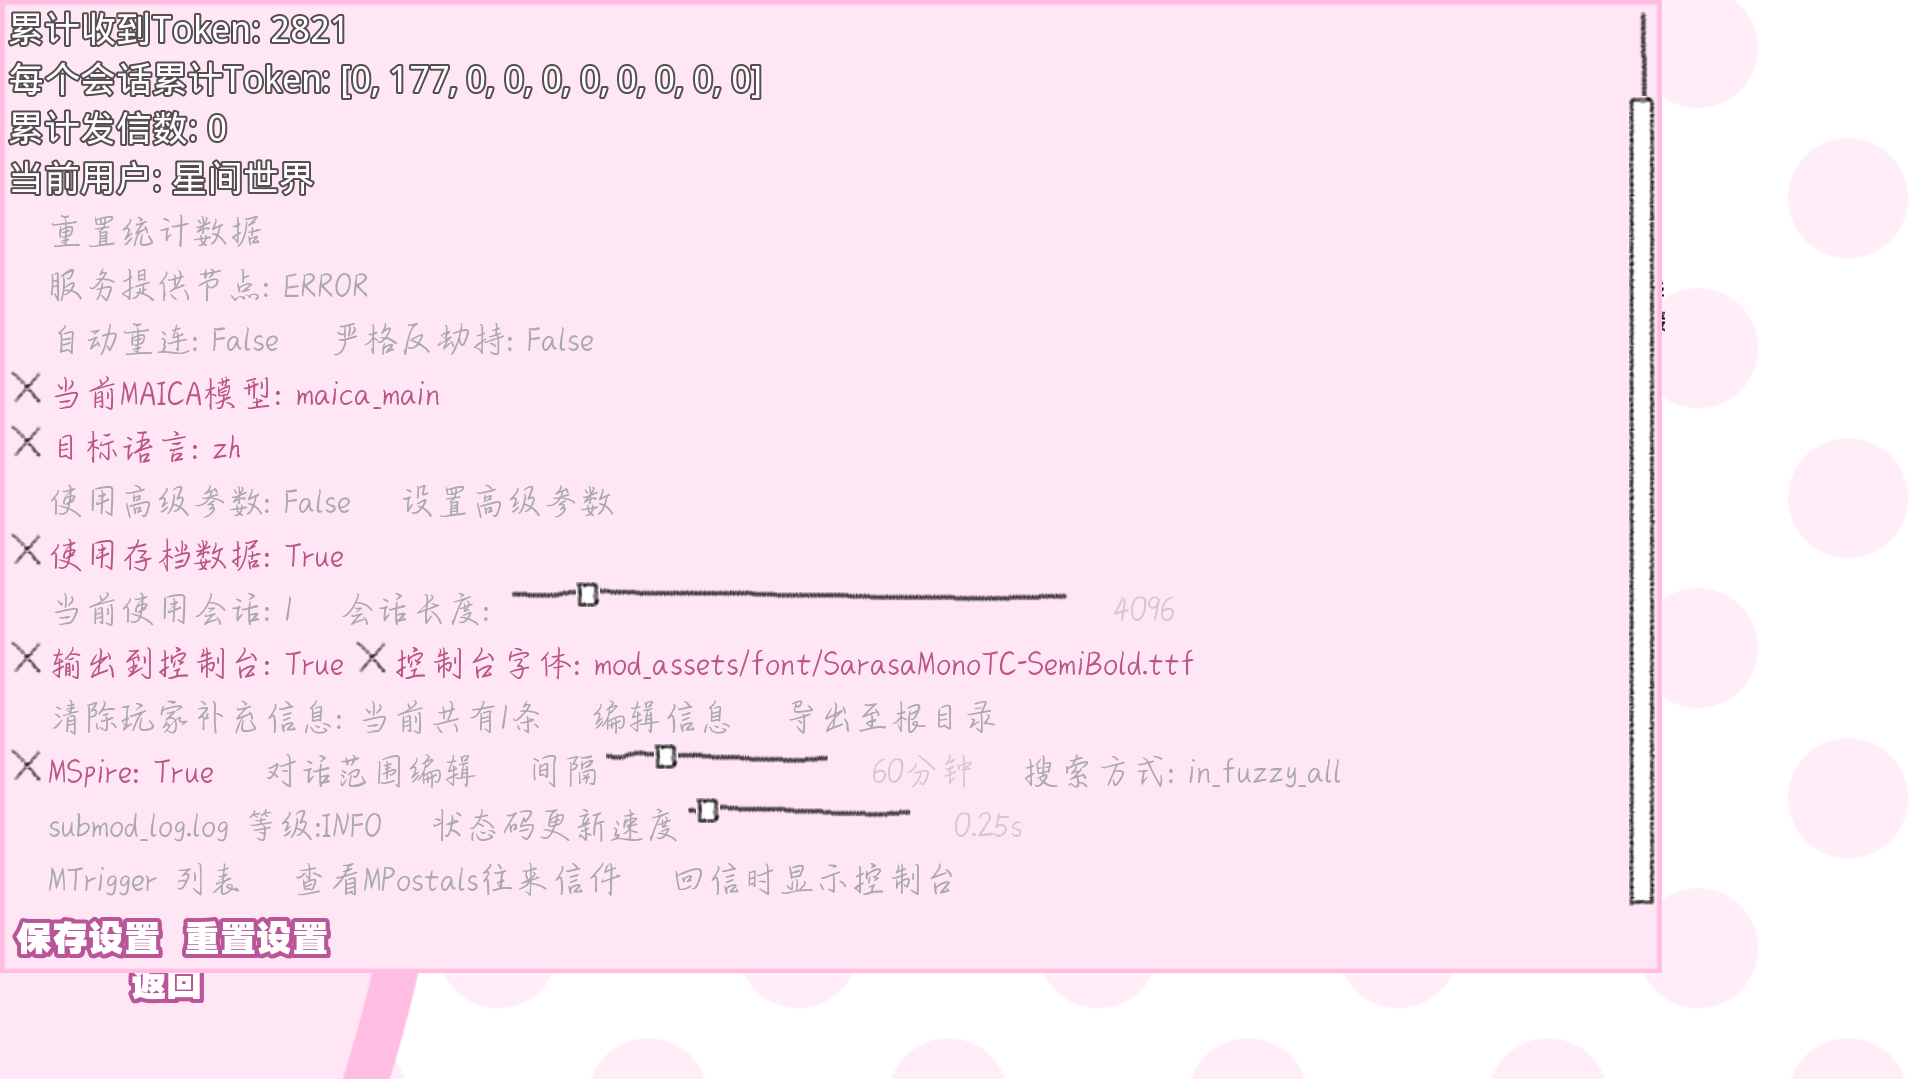 累计收到Token: 2821
每个会话累计Token: [0, 177, 0, 0, 0, 0, 0, 0, 0, 0]
累计发信数: 0
当前用户: 星间世界
重置统计数据
服务提供节点: ERROR
自动重连: False 严格反劫持: False
当前MAICA模型: maica_main
目标语言: zh
使用高级参数: False 设置高级参数
使用存档数据: True
当前使用会话: 1 会话长度: 4096
输出到控制台: True 控制台字体: mod_assets/font/SarasaMonoTC-SemiBold.ttf
清除玩家补充信息: 当前共有1条 编辑信息 导出至根目录
MSpire: True 对话范围编辑 间隔 60分钟 搜索方式: in_fuzzy_all
submod_log.log 等级:INFO 状态码更新速度 0.25s
MTrigger 列表 查看MPostals往来信件 回信时显示控制台
保存设置 重置设置
返回